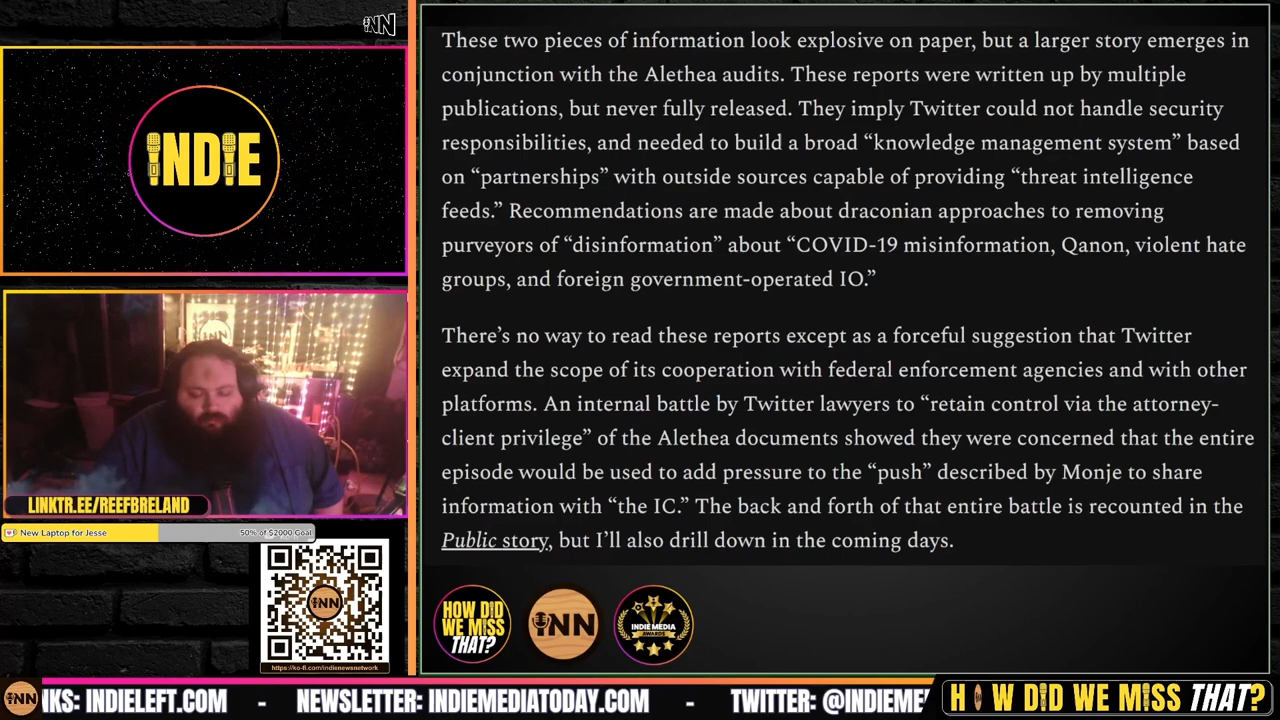 INN
INDIE
These two pieces of information look explosive on paper, but a larger story emerges in
conjunction with the Alethea audits. These reports were written up by multiple
publications, but never fully released. They imply Twitter could not handle security
responsibilities, and needed to build a broad “knowledge management system” based
on “partnerships” with outside sources capable of providing “threat intelligence
feeds.” Recommendations are made about draconian approaches to removing
purveyors of “disinformation” about “COVID-19 misinformation, Qanon, violent hate
groups, and foreign government-operated IO.”
There’s no way to read these reports except as a forceful suggestion that Twitter
expand the scope of its cooperation with federal enforcement agencies and with other
platforms. An internal battle by Twitter lawyers to “retain control via the attorney-
client privilege” of the Alethea documents showed they were concerned that the entire
episode would be used to add pressure to the “push” described by Monje to share
information with “the IC.” The back and forth of that entire battle is recounted in the
Public story, but I’ll also drill down in the coming days.
LINKTR.EE/REEFBRELAND
New Laptop for Jesse 50% of $2000 Goal
INN
https://ko-fi.com/indienewsnetwork
HOW DID
WE MISS
THAT?
INN
INDIE MEDIA
AWARDS
INN
NKS: INDIELEFT.COM - NEWSLETTER: INDIEMEDIATODAY.COM - TWITTER: @INDIEME
HOW DID WE MISS THAT?